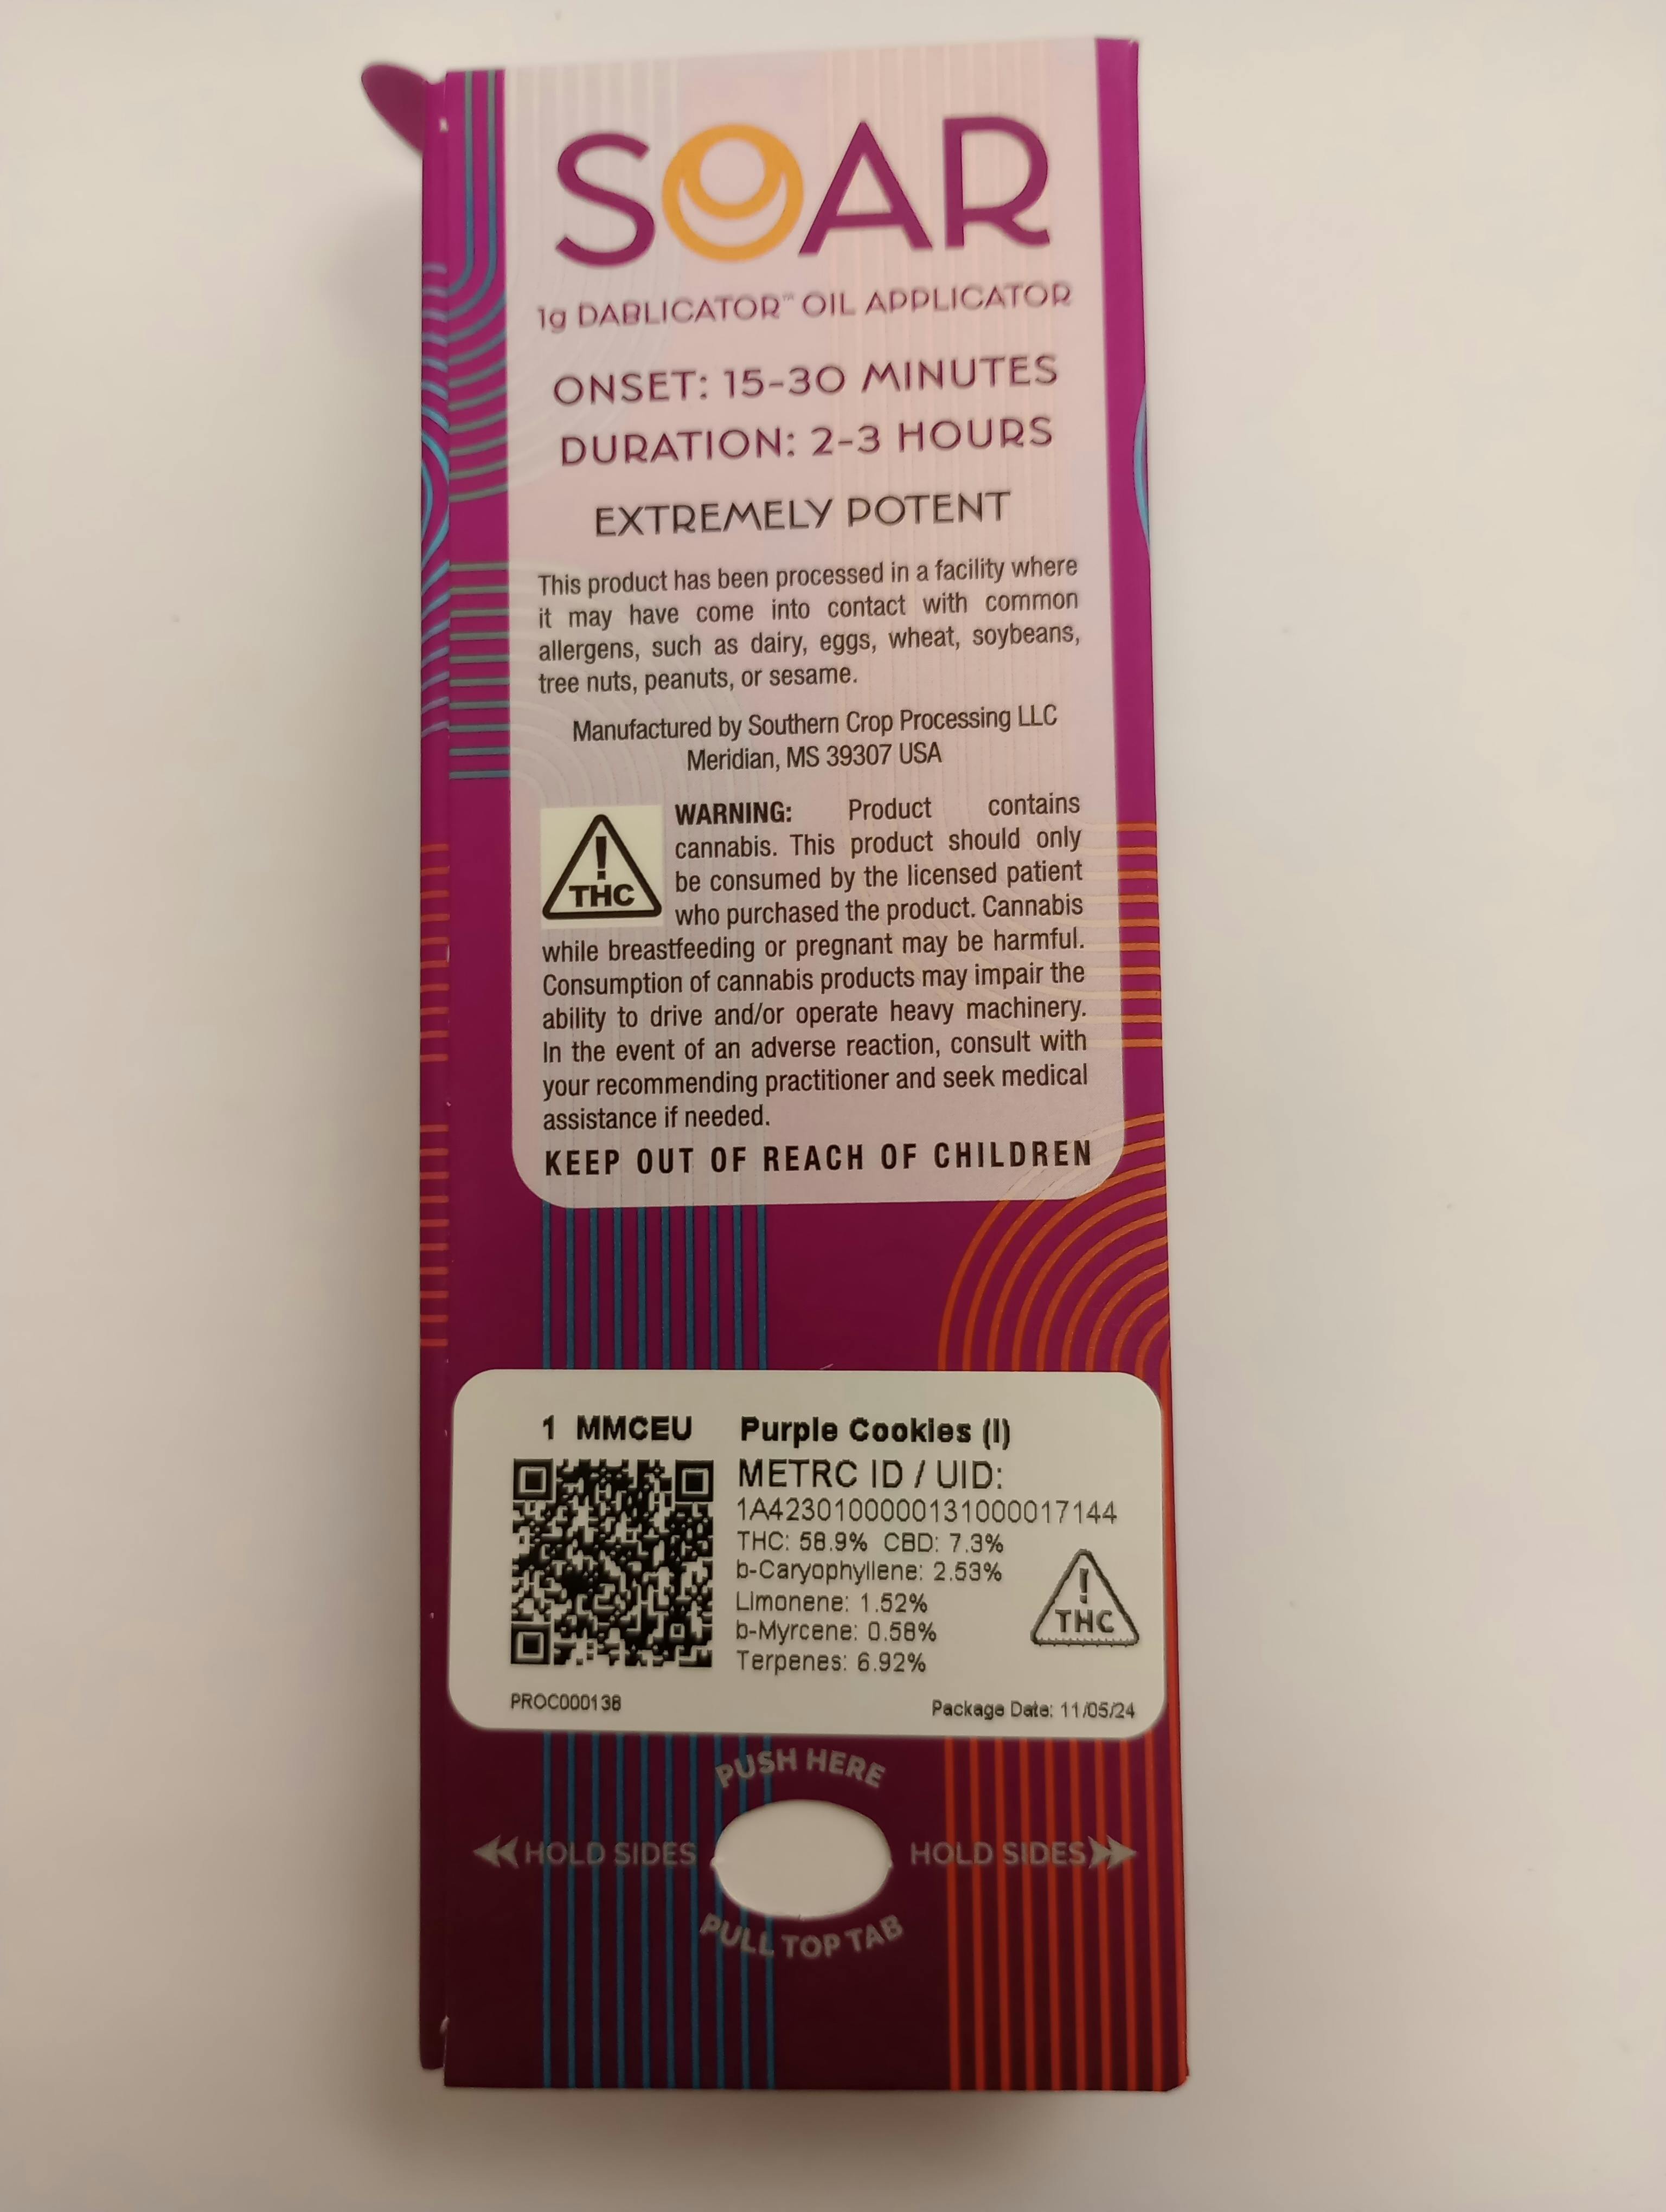 SOAR
1g DABLICATOR™ OIL APPLICATOR
ONSET: 15-30 MINUTES
DURATION: 2-3 HOURS
EXTREMELY POTENT
This product has been processed in a facility where
it may have come into contact with common
allergens, such as dairy, eggs, wheat, soybeans,
tree nuts, peanuts, or sesame.
Manufactured by Southern Crop Processing LLC
Meridian, MS 39307 USA
! THC
WARNING: Product contains
cannabis. This product should only
be consumed by the licensed patient
who purchased the product. Cannabis
while breastfeeding or pregnant may be harmful.
Consumption of cannabis products may impair the
ability to drive and/or operate heavy machinery.
In the event of an adverse reaction, consult with
your recommending practitioner and seek medical
assistance if needed.
KEEP OUT OF REACH OF CHILDREN
1 MMCEU
Purple Cookies (I)
METRC ID / UID:
1A4230100000131000017144
THC: 58.9% CBD: 7.3%
b-Caryophyllene: 2.53%
Limonene: 1.52%
b-Myrcene: 0.58%
Terpenes: 6.92%
! THC
PROC000138
Package Date: 11/05/24
PUSH HERE
HOLD SIDES
HOLD SIDES
PULL TOP TAB